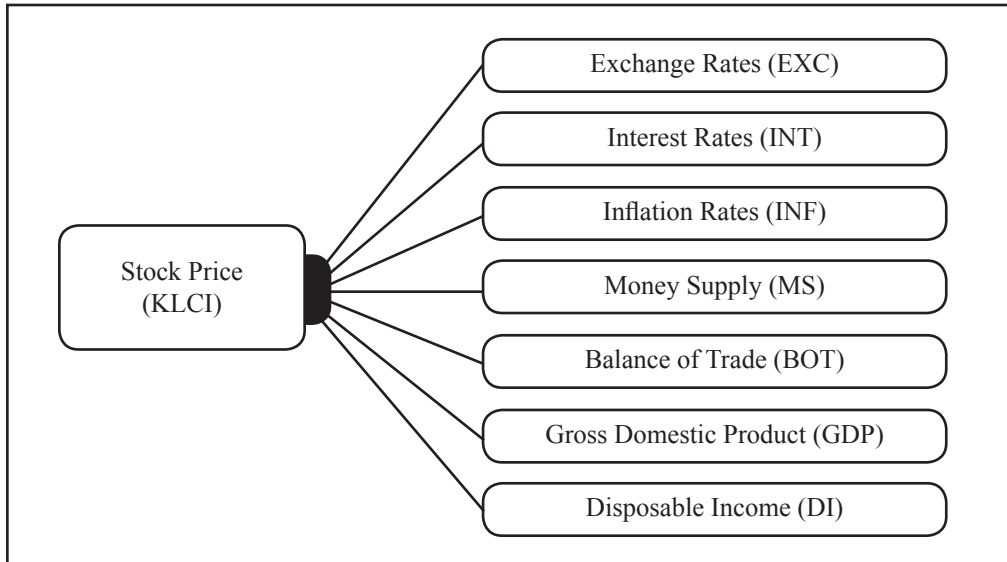 Stock Price
(KLCI)
Exchange Rates (EXC)
Interest Rates (INT)
Inflation Rates (INF)
Money Supply (MS)
Balance of Trade (BOT)
Gross Domestic Product (GDP)
Disposable Income (DI)